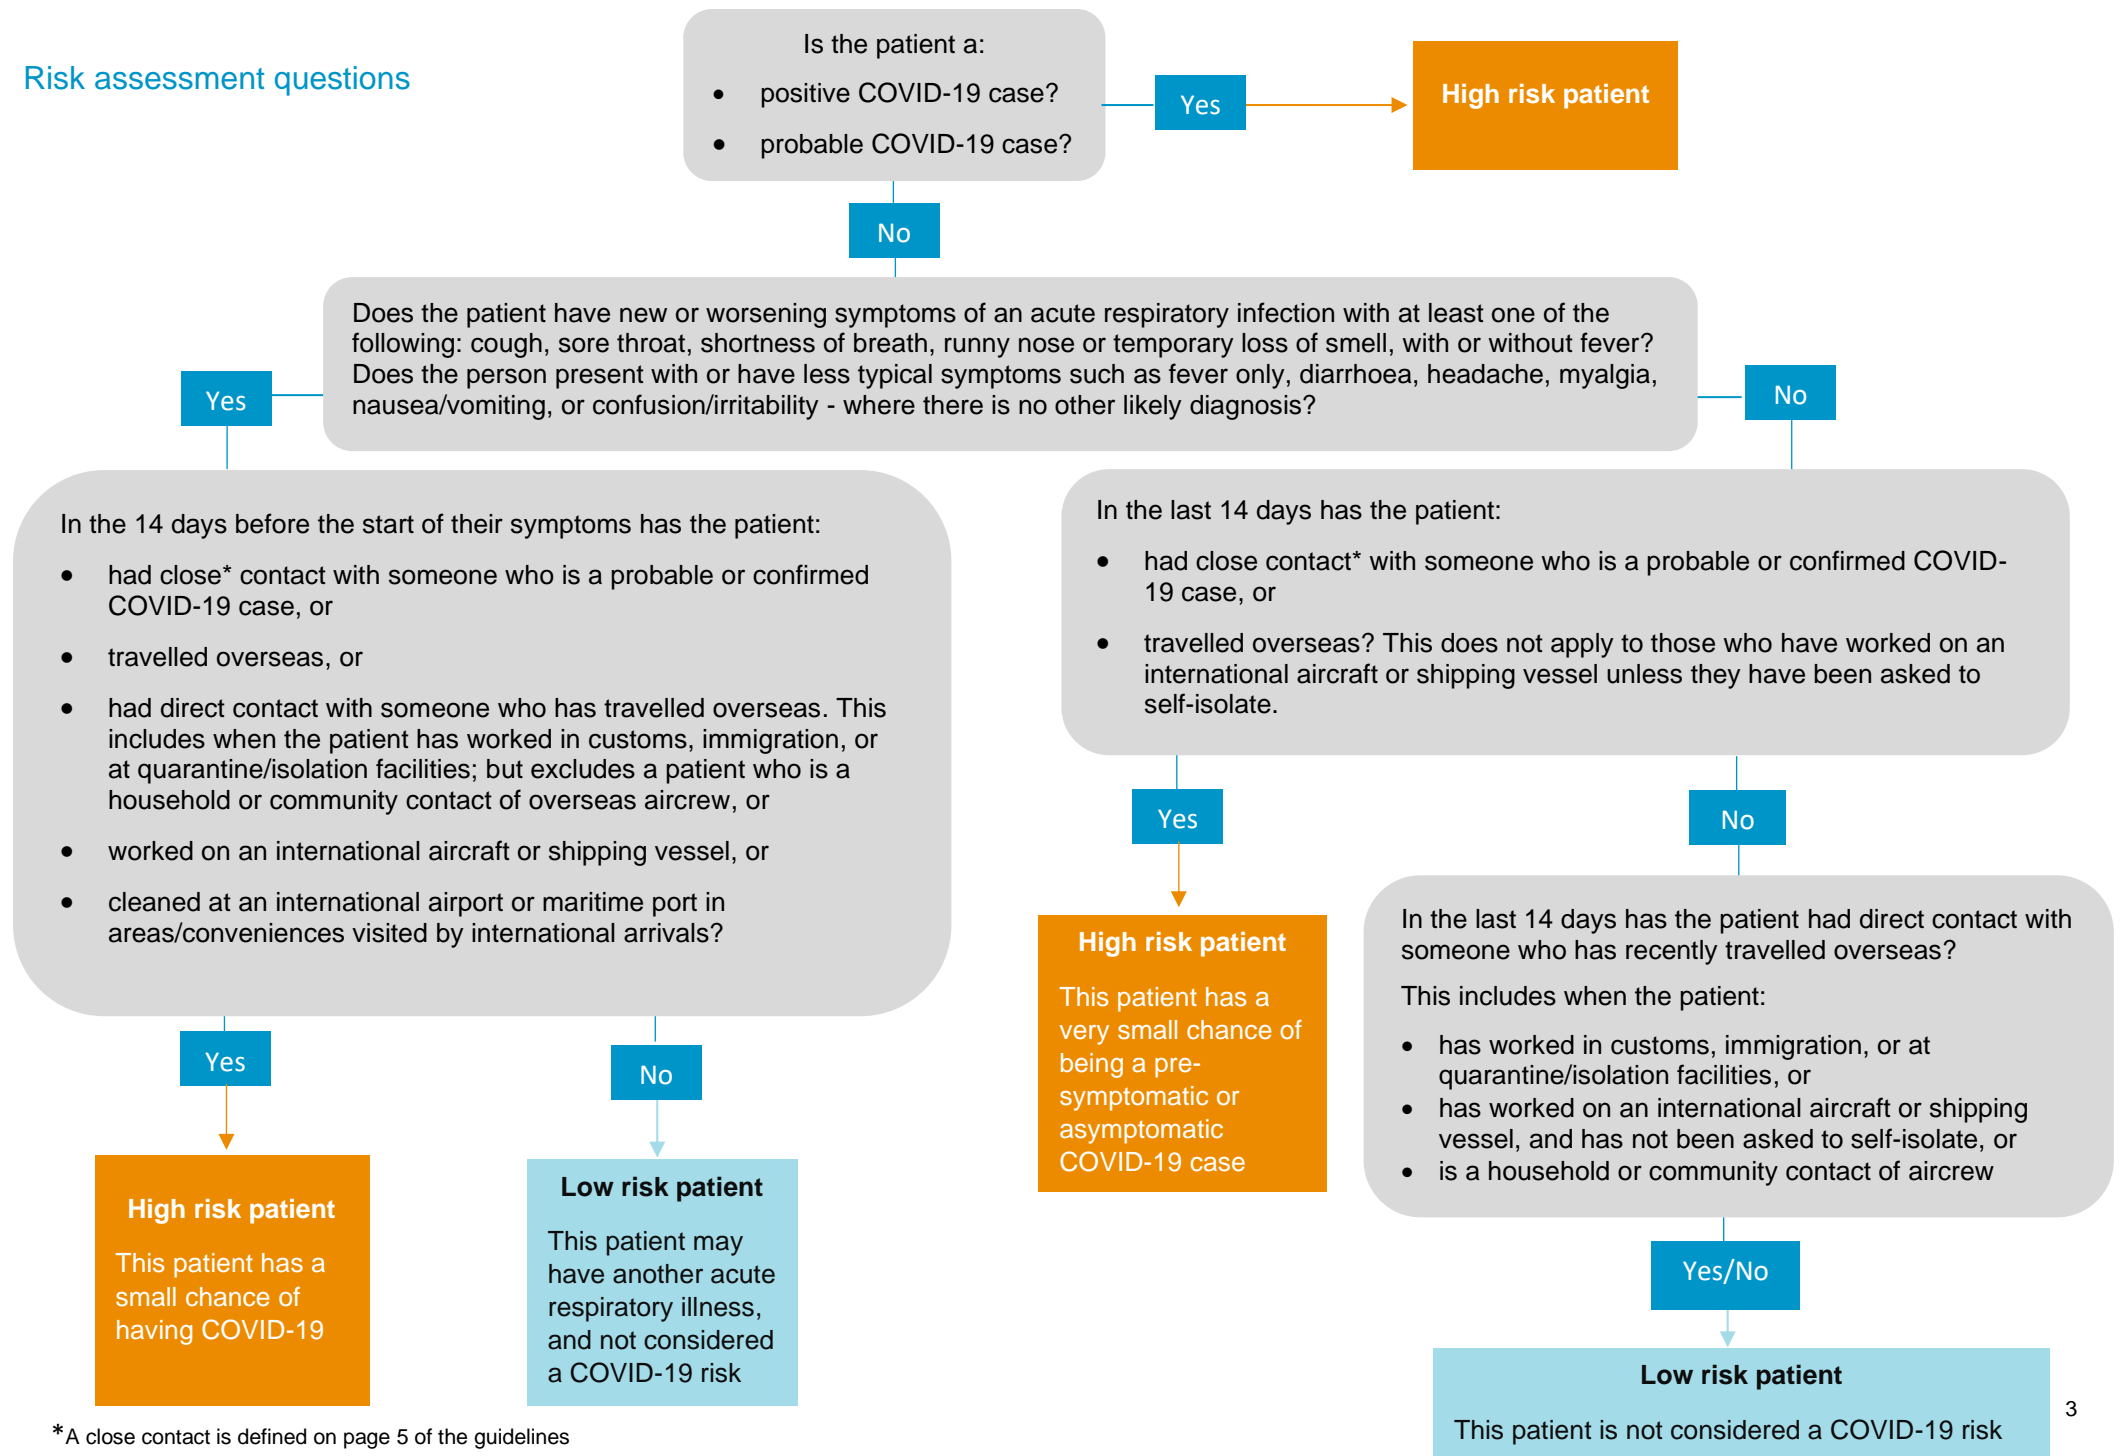 Risk assessment questions
Is the patient a:
• positive COVID-19 case?
• probable COVID-19 case?
Yes
High risk patient
No
Does the patient have new or worsening symptoms of an acute respiratory infection with at least one of the
following: cough, sore throat, shortness of breath, runny nose or temporary loss of smell, with or without fever?
Does the person present with or have less typical symptoms such as fever only, diarrhoea, headache, myalgia,
nausea/vomiting, or confusion/irritability - where there is no other likely diagnosis?
Yes
No
In the 14 days before the start of their symptoms has the patient:
• had close* contact with someone who is a probable or confirmed
COVID-19 case, or
• travelled overseas, or
• had direct contact with someone who has travelled overseas. This
includes when the patient has worked in customs, immigration, or
at quarantine/isolation facilities; but excludes a patient who is a
household or community contact of overseas aircrew, or
• worked on an international aircraft or shipping vessel, or
• cleaned at an international airport or maritime port in
areas/conveniences visited by international arrivals?
Yes
No
High risk patient
This patient has a
small chance of
having COVID-19
Low risk patient
This patient may
have another acute
respiratory illness,
and not considered
a COVID-19 risk
In the last 14 days has the patient:
• had close contact* with someone who is a probable or confirmed COVID-
19 case, or
• travelled overseas? This does not apply to those who have worked on an
international aircraft or shipping vessel unless they have been asked to
self-isolate.
Yes
No
High risk patient
This patient has a
very small chance of
being a pre-
symptomatic or
asymptomatic
COVID-19 case
In the last 14 days has the patient had direct contact with
someone who has recently travelled overseas?
This includes when the patient:
• has worked in customs, immigration, or at
quarantine/isolation facilities, or
• has worked on an international aircraft or shipping
vessel, and has not been asked to self-isolate, or
• is a household or community contact of aircrew
Yes/No
Low risk patient
This patient is not considered a COVID-19 risk
*A close contact is defined on page 5 of the guidelines
3